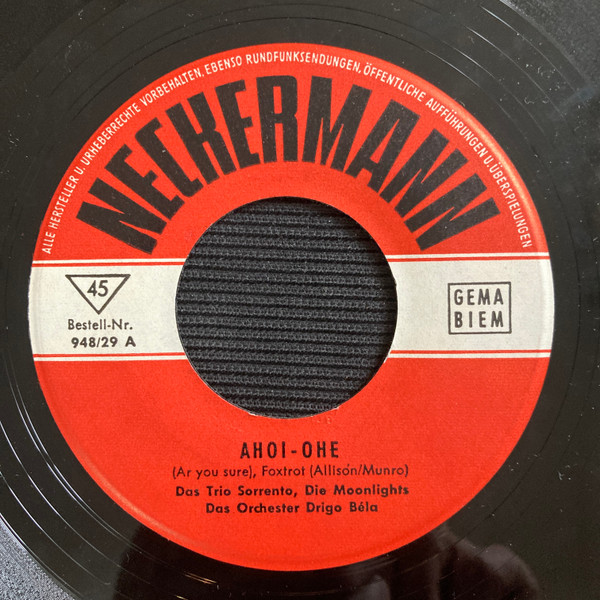 ALLE HERSTELLER U. URHEBERRECHTE VORBEHALTEN, EBENSO RUNDFUNKSENDUNGEN, ÖFFENTLICHE AUFFÜHRUNGEN U. ÜBERSPIELUNGEN
NECKERMANN
45
Bestell-Nr.
948/29 A
GEMA
BIEM
AHOI-OHE
(Ar you sure), Foxtrot (Allisón/Munro)
Das Trio Sorrento, Die Moonlights
Das Orchester Drigo Béla